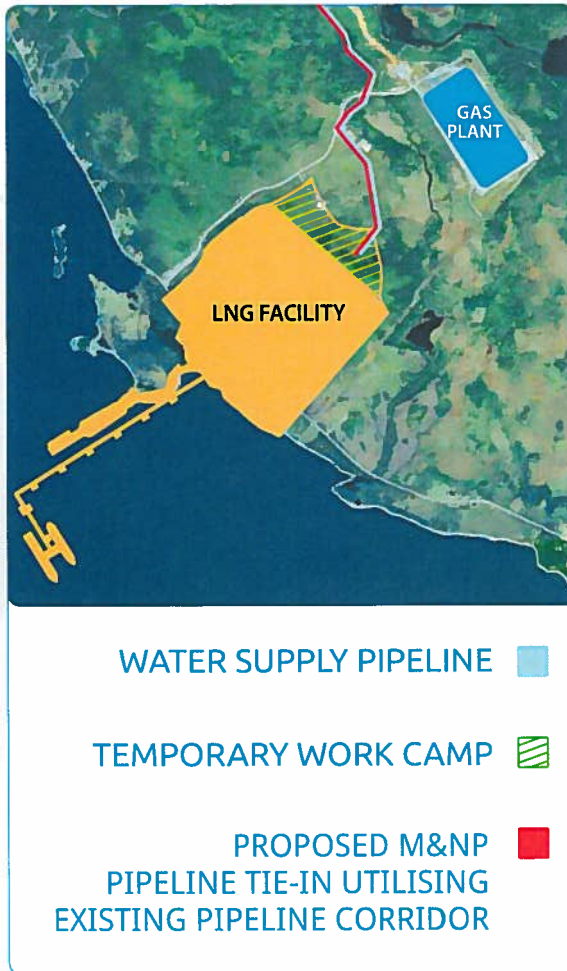 GAS
PLANT
LNG FACILITY
WATER SUPPLY PIPELINE
TEMPORARY WORK CAMP
PROPOSED M&NP
PIPELINE TIE-IN UTILISING
EXISTING PIPELINE CORRIDOR